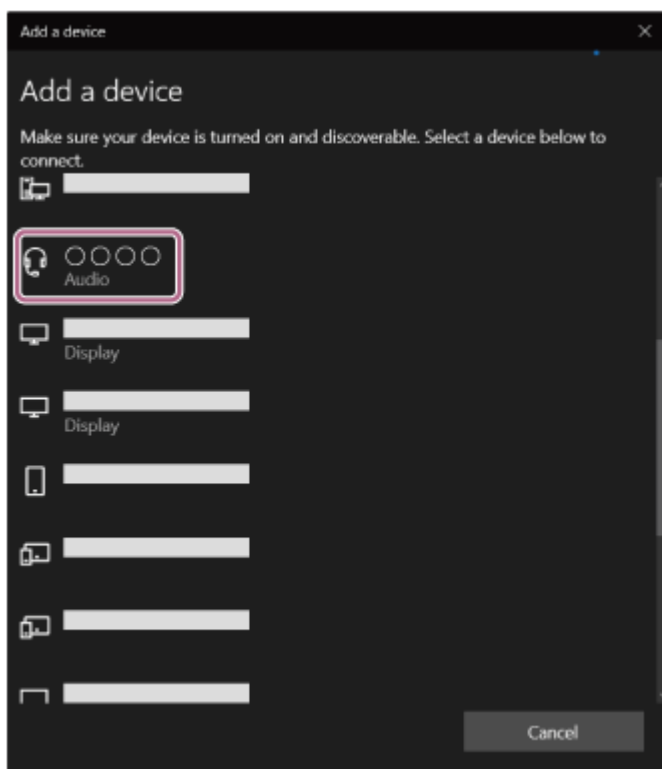 Add a device
Add a device
Make sure your device is turned on and discoverable. Select a device below to
connect.
○○○○
Audio
Display
Display
Cancel